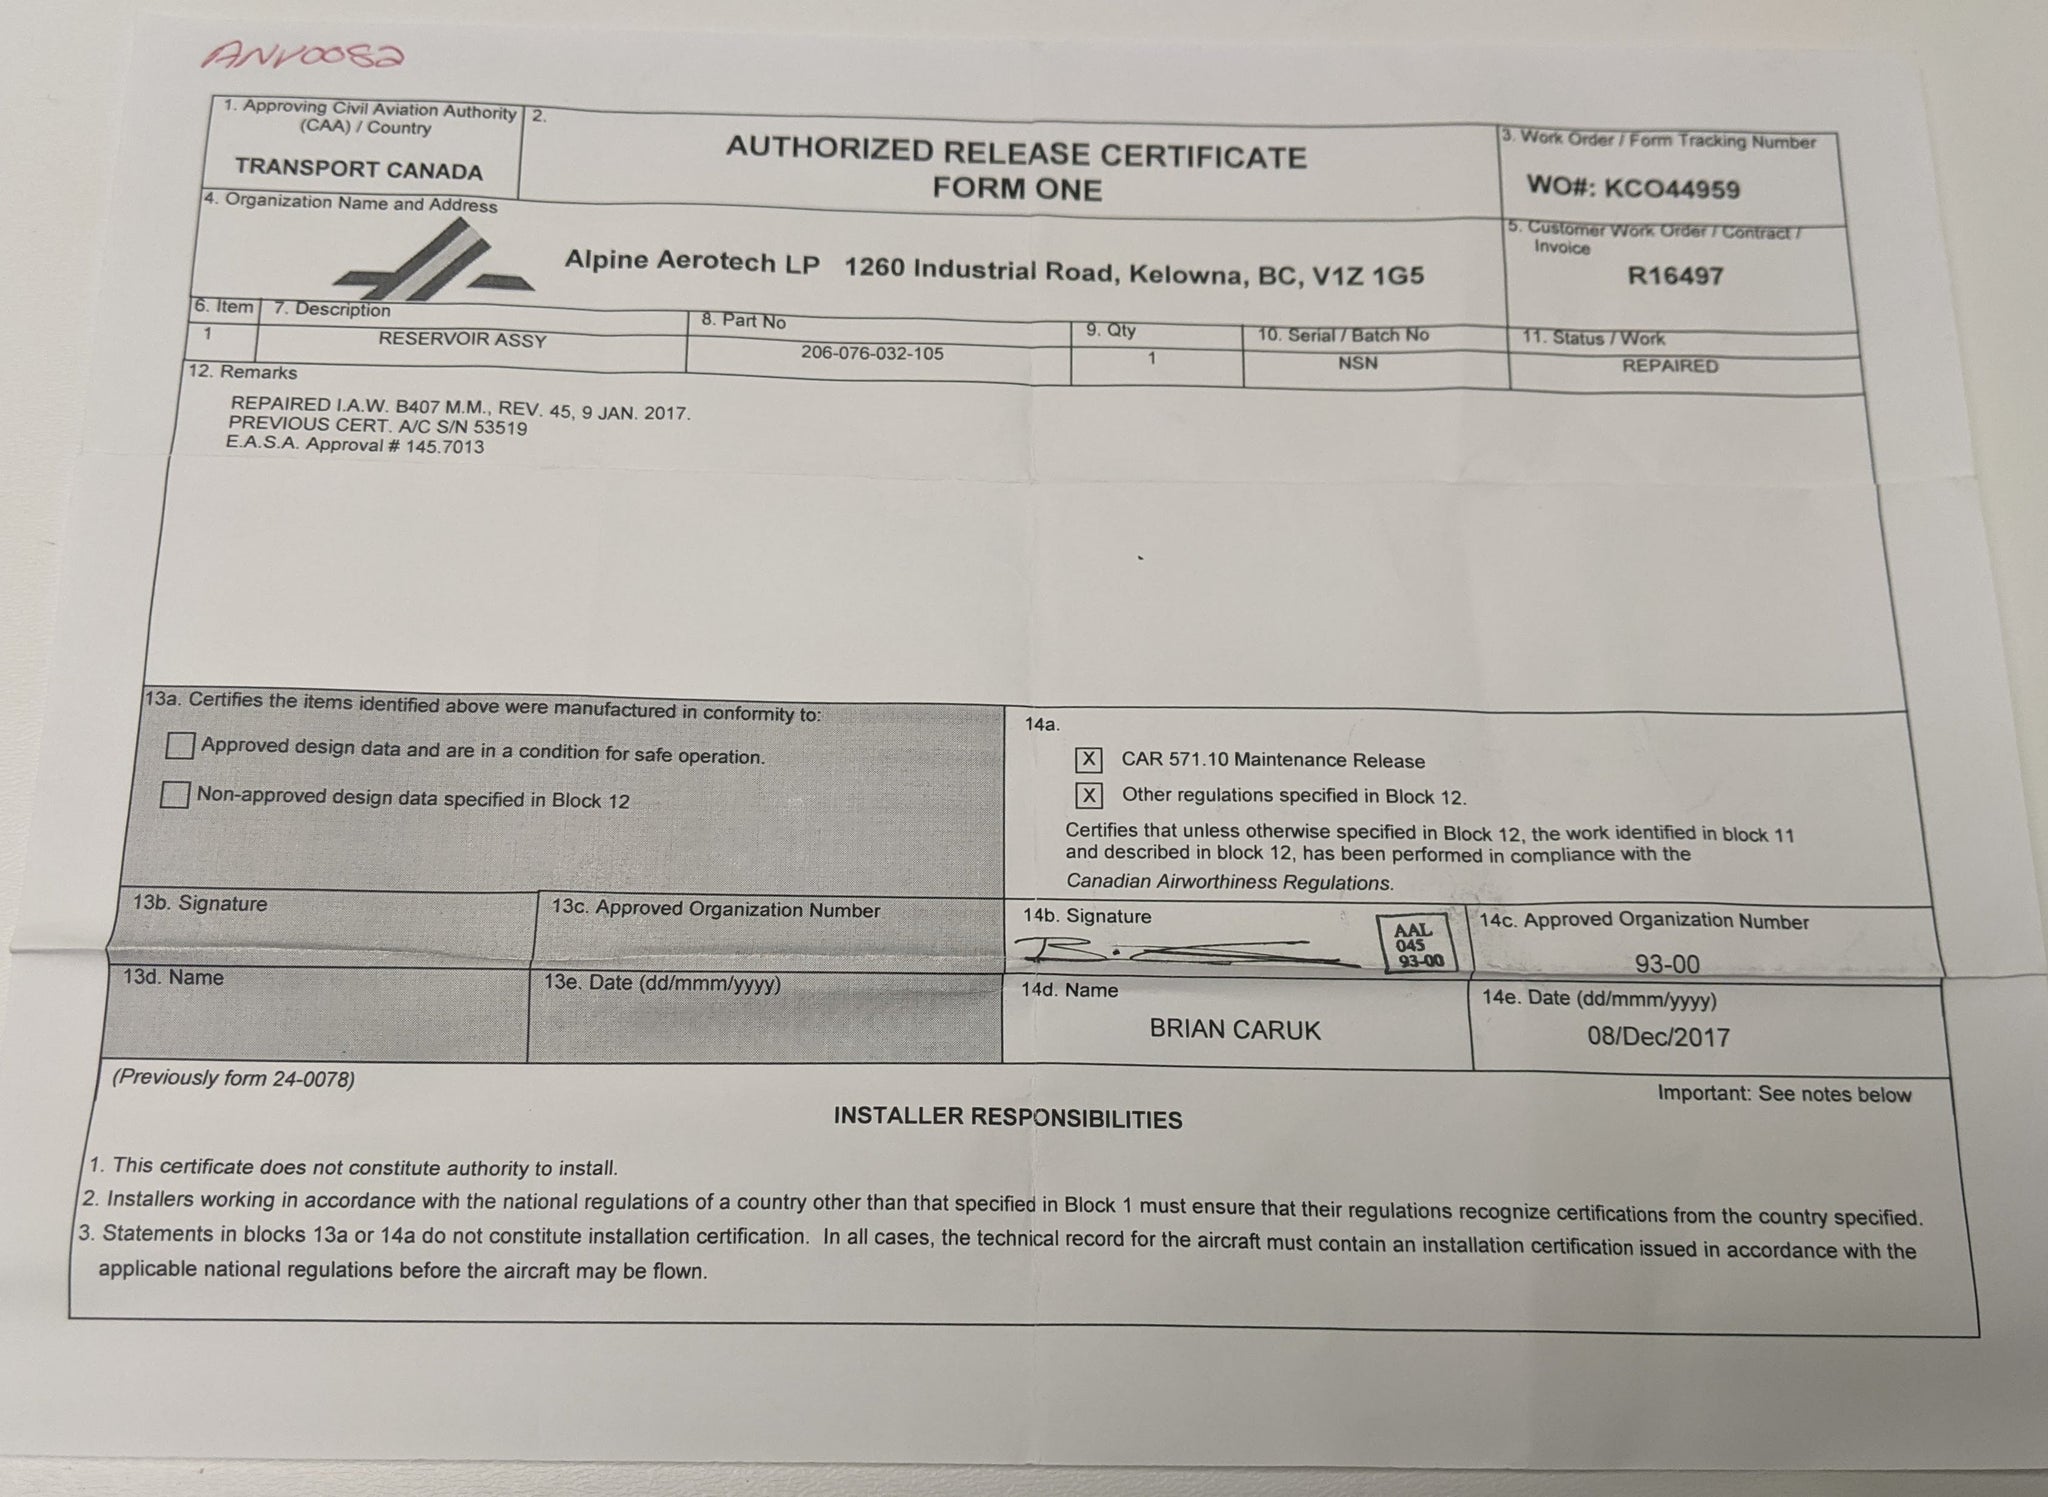 ANV0082
1. Approving Civil Aviation Authority
(CAA) / Country
TRANSPORT CANADA
2.
AUTHORIZED RELEASE CERTIFICATE
FORM ONE
3. Work Order / Form Tracking Number
WO#: KCO44959
4. Organization Name and Address
Alpine Aerotech LP 1260 Industrial Road, Kelowna, BC, V1Z 1G5
5. Customer Work Order / Contract /
Invoice
R16497
6. Item
7. Description
8. Part No
9. Qty
10. Serial / Batch No
11. Status / Work
1
RESERVOIR ASSY
206-076-032-105
1
NSN
REPAIRED
12. Remarks
REPAIRED I.A.W. B407 M.M., REV. 45, 9 JAN. 2017.
PREVIOUS CERT. A/C S/N 53519
E.A.S.A. Approval # 145.7013
13a. Certifies the items identified above were manufactured in conformity to:
Approved design data and are in a condition for safe operation.
Non-approved design data specified in Block 12
14a.
X CAR 571.10 Maintenance Release
X Other regulations specified in Block 12.
Certifies that unless otherwise specified in Block 12, the work identified in block 11
and described in block 12, has been performed in compliance with the
Canadian Airworthiness Regulations.
13b. Signature
13c. Approved Organization Number
14b. Signature
AAL
045
93-00
14c. Approved Organization Number
93-00
13d. Name
13e. Date (dd/mmm/yyyy)
14d. Name
BRIAN CARUK
14e. Date (dd/mmm/yyyy)
08/Dec/2017
(Previously form 24-0078)
Important: See notes below
INSTALLER RESPONSIBILITIES
1. This certificate does not constitute authority to install.
2. Installers working in accordance with the national regulations of a country other than that specified in Block 1 must ensure that their regulations recognize certifications from the country specified.
3. Statements in blocks 13a or 14a do not constitute installation certification. In all cases, the technical record for the aircraft must contain an installation certification issued in accordance with the
applicable national regulations before the aircraft may be flown.